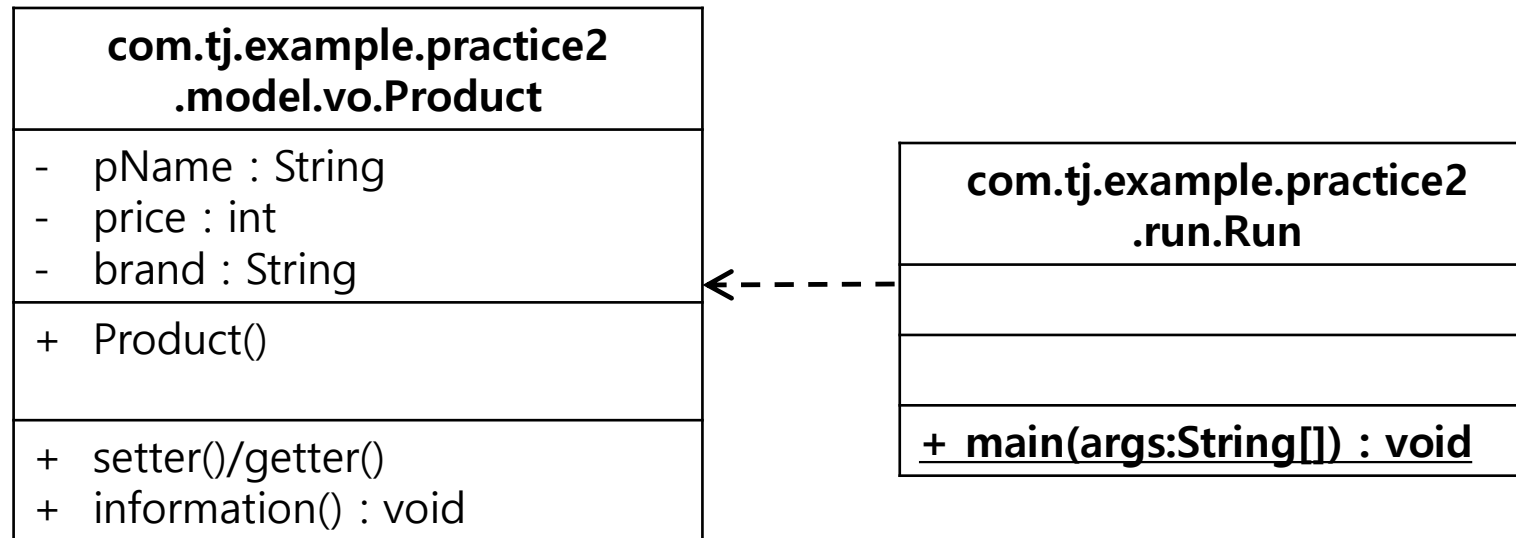 com.tj.example.practice2
.model.vo.Product
- pName : String
- price : int
- brand : String
+ Product()
+ setter()/getter()
+ information() : void
com.tj.example.practice2
.run.Run
+ main(args:String[]) : void